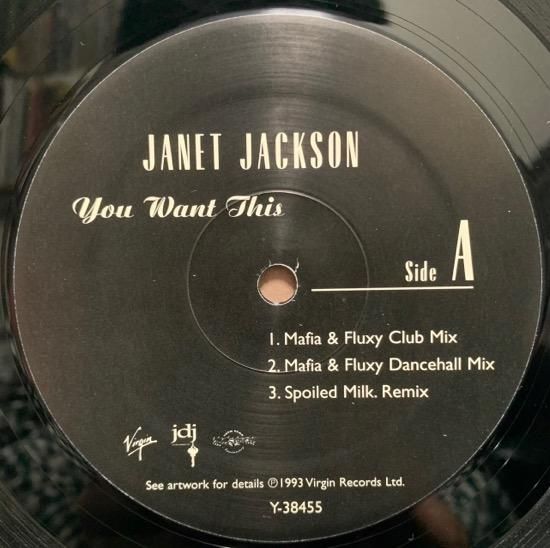 JANET JACKSON
You Want This
Side A
1. Mafia & Fluxy Club Mix
2. Mafia & Fluxy Dancehall Mix
3. Spoiled Milk. Remix
Virgin
jdj
See artwork for details ℗1993 Virgin Records Ltd.
Y-38455